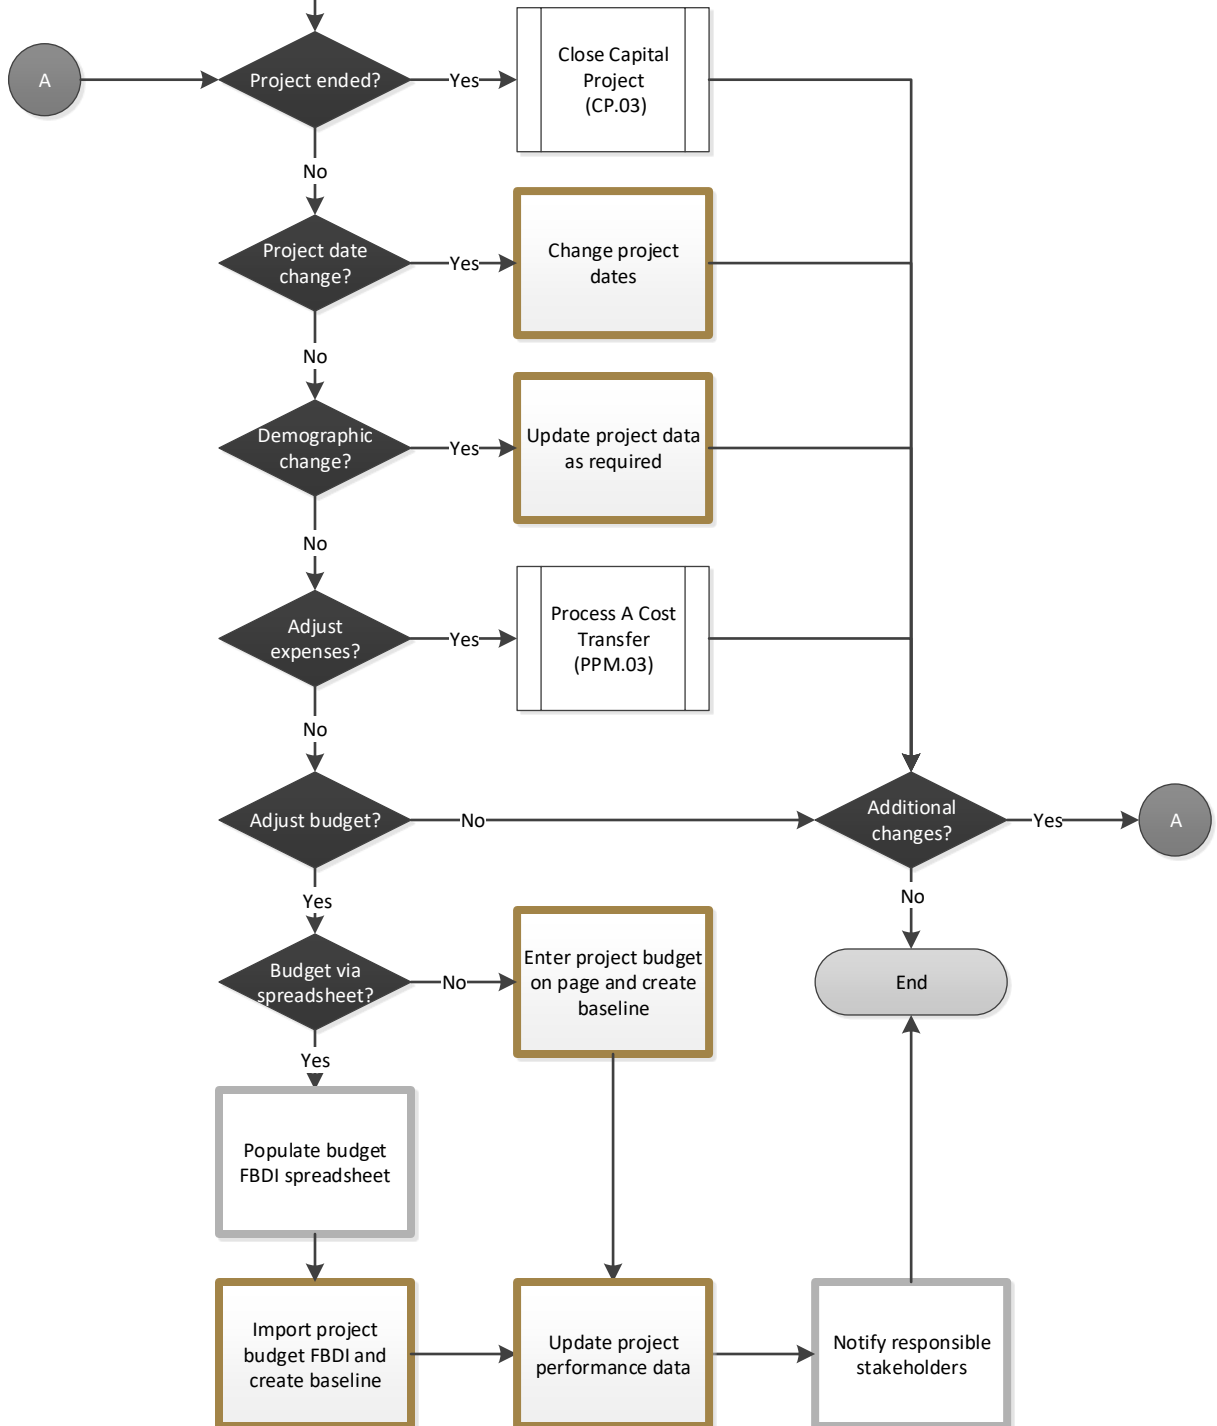 A
Project ended?
Yes
Close Capital
Project
(CP.03)
No
Project date
change?
Yes
Change project
dates
No
Demographic
change?
Yes
Update project data
as required
No
Adjust
expenses?
Yes
Process A Cost
Transfer
(PPM.03)
No
Adjust budget?
No
Additional
changes?
Yes
A
Yes
No
Budget via
spreadsheet?
No
Enter project budget
on page and create
baseline
End
Yes
Populate budget
FBDI spreadsheet
Import project
budget FBDI and
create baseline
Update project
performance data
Notify responsible
stakeholders